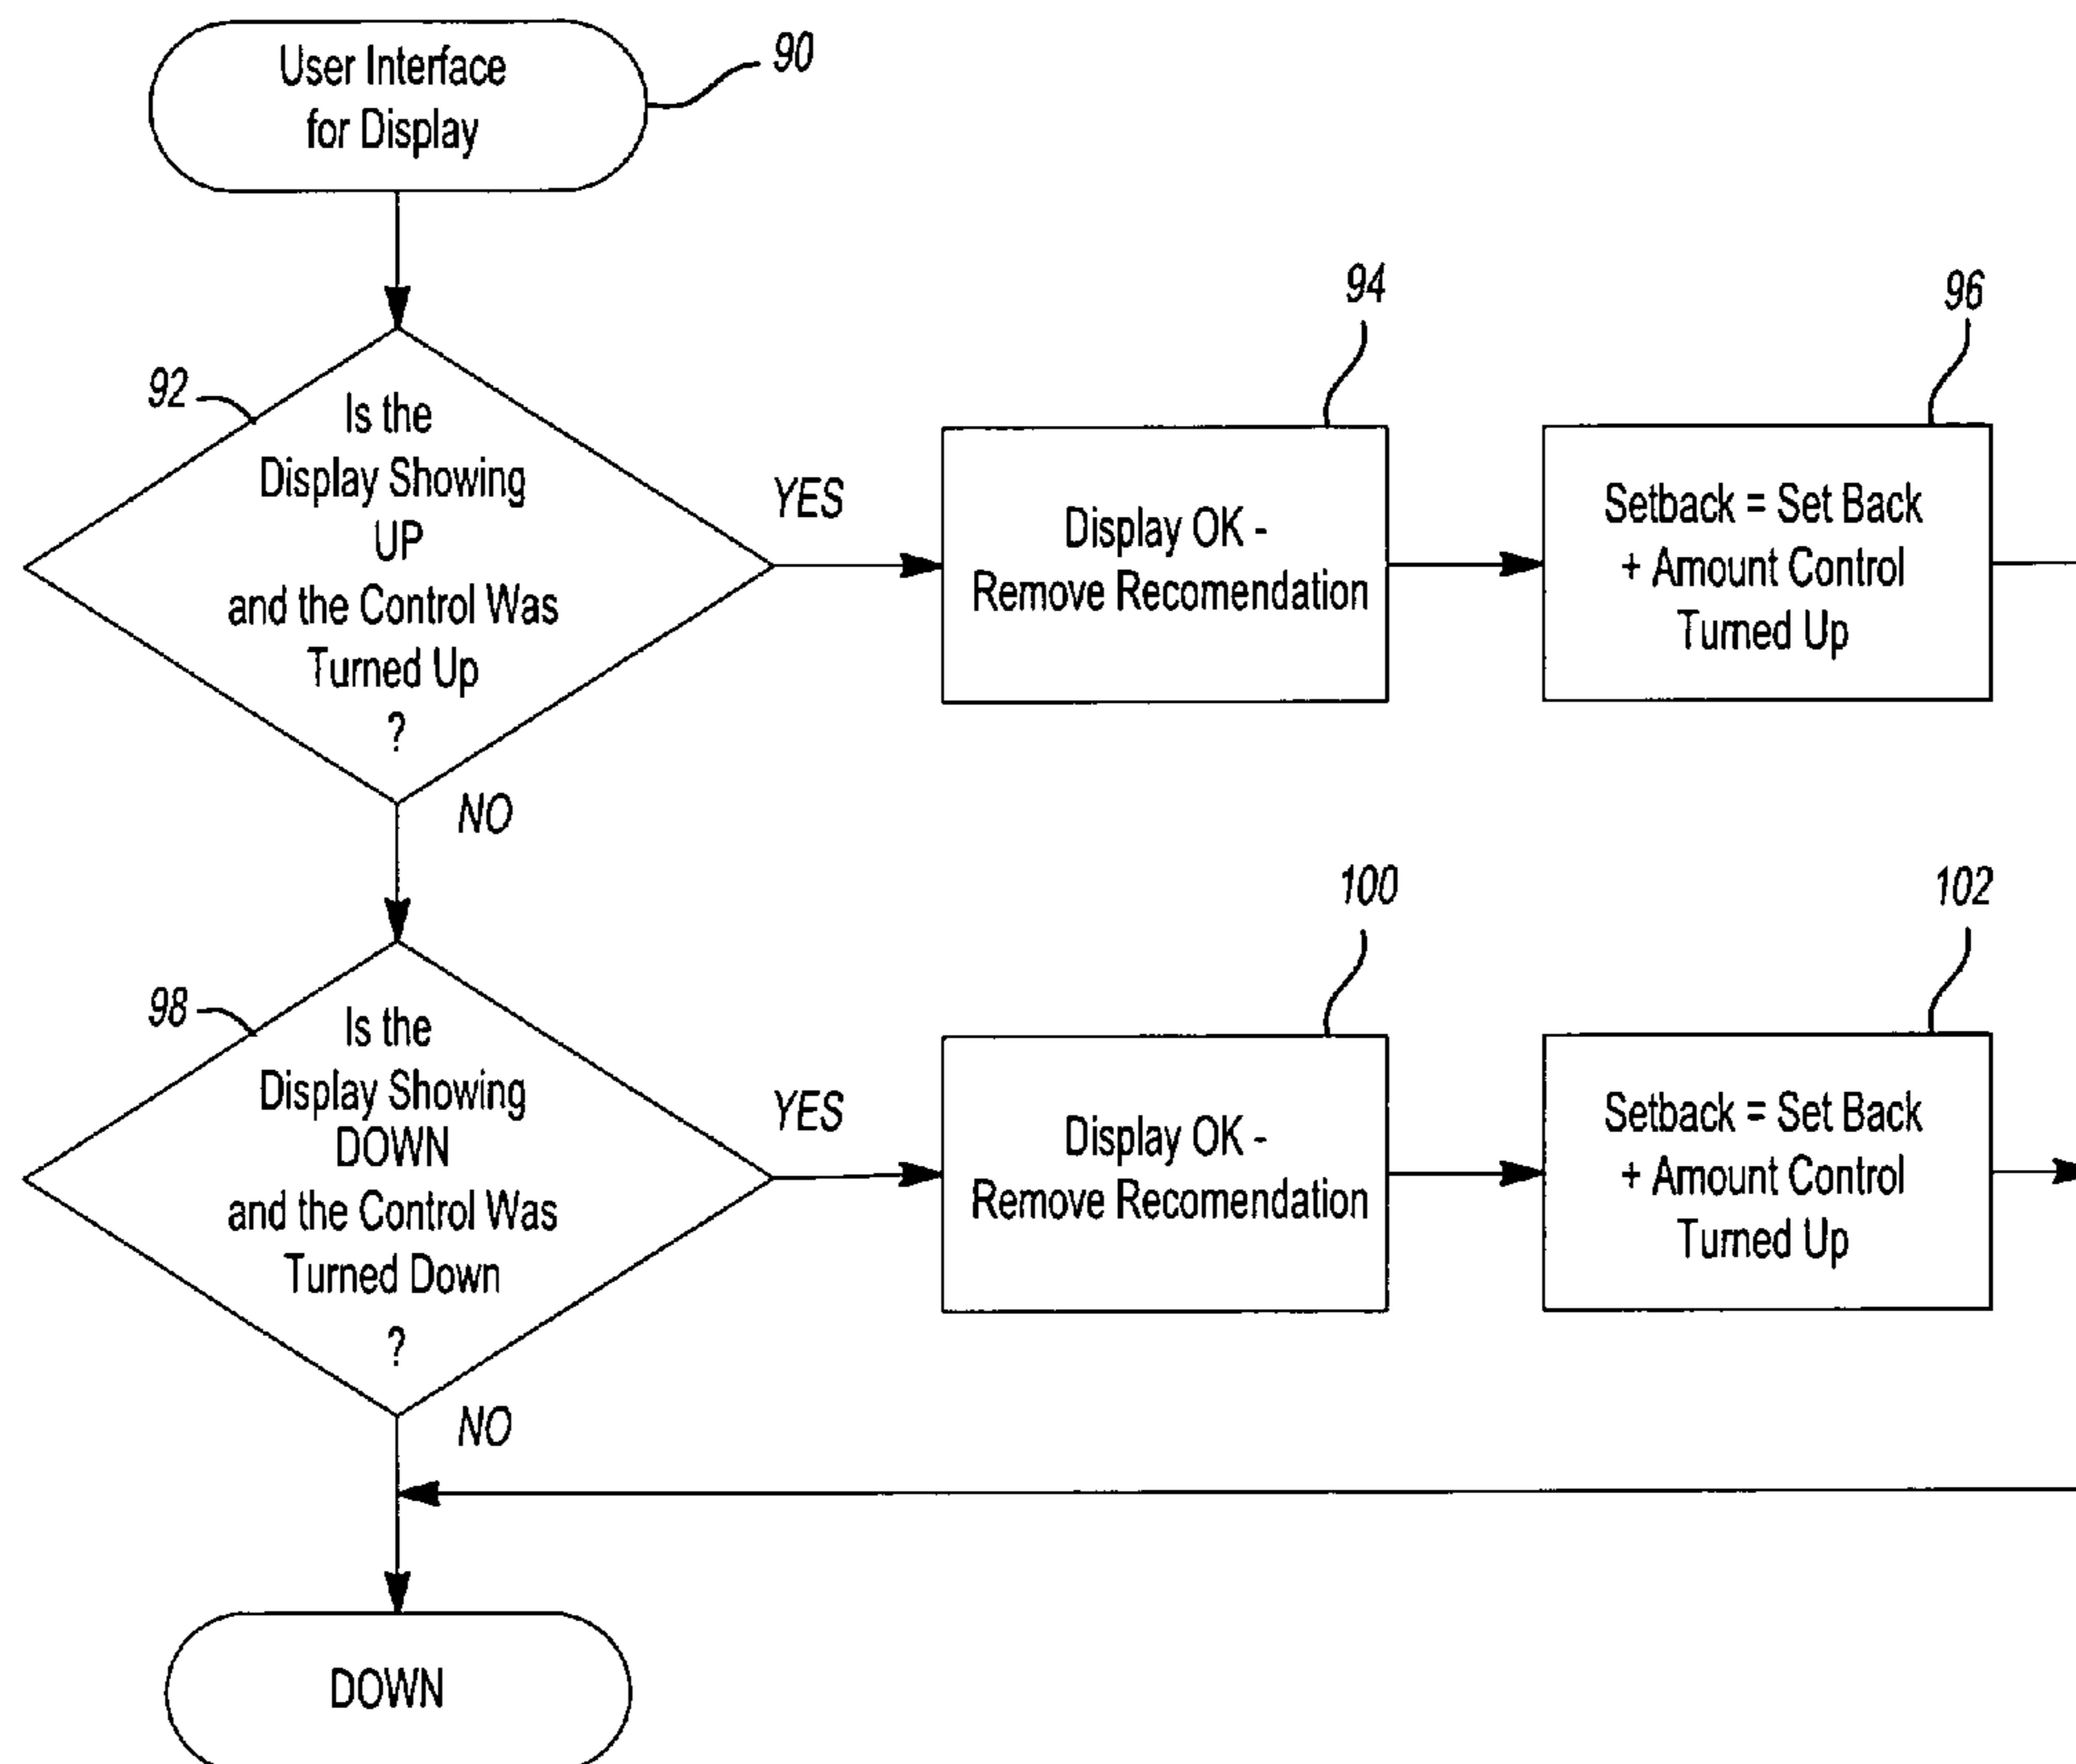 User Interface
for Display
90
92
Is the
Display Showing
UP
and the Control Was
Turned Up
?
YES
NO
94
Display OK -
Remove Recomendation
96
Setback = Set Back
+ Amount Control
Turned Up
98
Is the
Display Showing
DOWN
and the Control Was
Turned Down
?
YES
NO
100
Display OK -
Remove Recomendation
102
Setback = Set Back
+ Amount Control
Turned Up
DOWN